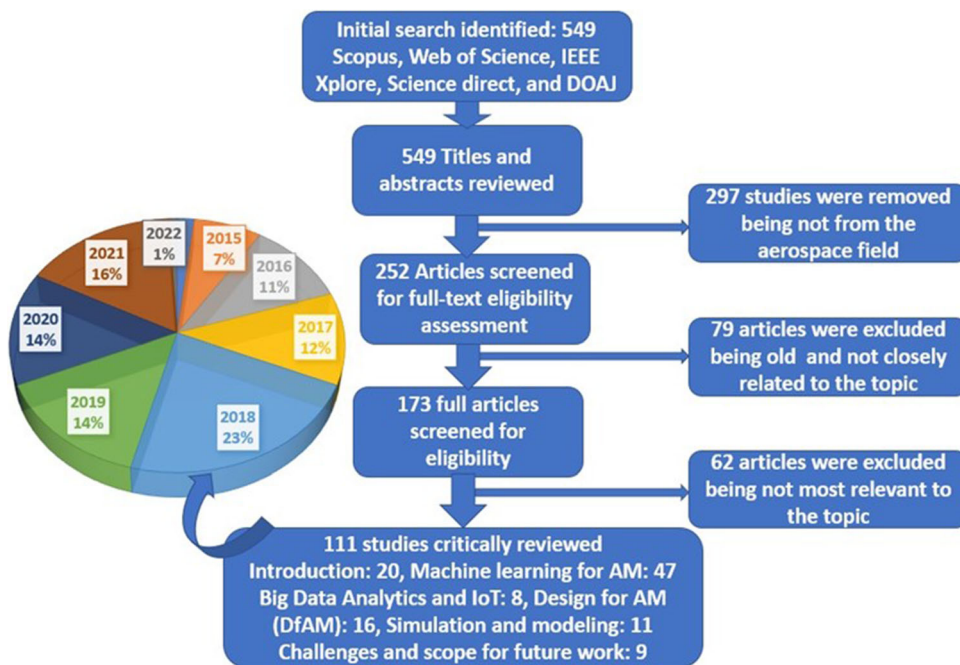 Initial search identified: 549
Scopus, Web of Science, IEEE
Xplore, Science direct, and DOAJ
549 Titles and
abstracts reviewed
297 studies were removed
being not from the
aerospace field
252 Articles screened
for full-text eligibility
assessment
79 articles were excluded
being old and not closely
related to the topic
173 full articles
screened for
eligibility
62 articles were excluded
being not most relevant to
the topic
111 studies critically reviewed
Introduction: 20, Machine learning for AM: 47
Big Data Analytics and IoT: 8, Design for AM
(DfAM): 16, Simulation and modeling: 11
Challenges and scope for future work: 9
2022
1%
2015
7%
2016
11%
2017
12%
2018
23%
2019
14%
2020
14%
2021
16%